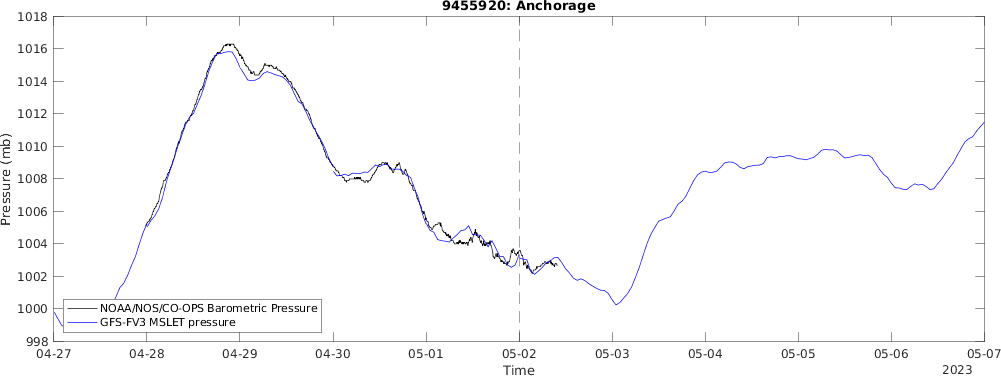 9455920: Anchorage
1018
1016
1014
1012
1010
1008
1006
1004
1002
1000
998
Pressure (mb)
NOAA/NOS/CO-OPS Barometric Pressure
GFS-FV3 MSLET pressure
04-27 04-28 04-29 04-30 05-01 05-02 05-03 05-04 05-05 05-06 05-07
Time
2023